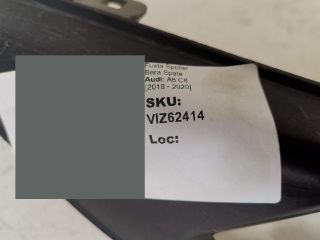 Fusta Spoiler
Bara Spate
Audi: A6 C8
[2018 - 2020]
SKU:
VIZ62414
Loc: